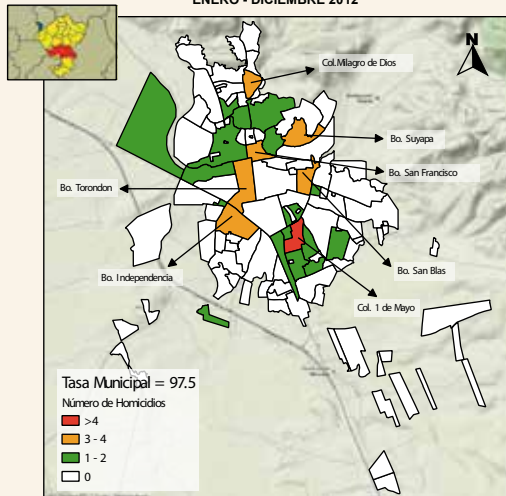 ENERO - DICIEMBRE 2012
N
Col.Milagro de Dios
Bo. Suyapa
Bo. San Francisco
Bo. Torondon
Bo. Independencia
Bo. San Blas
Col. 1 de Mayo
Tasa Municipal = 97.5
Número de Homicidios
>4
3 - 4
1 - 2
0